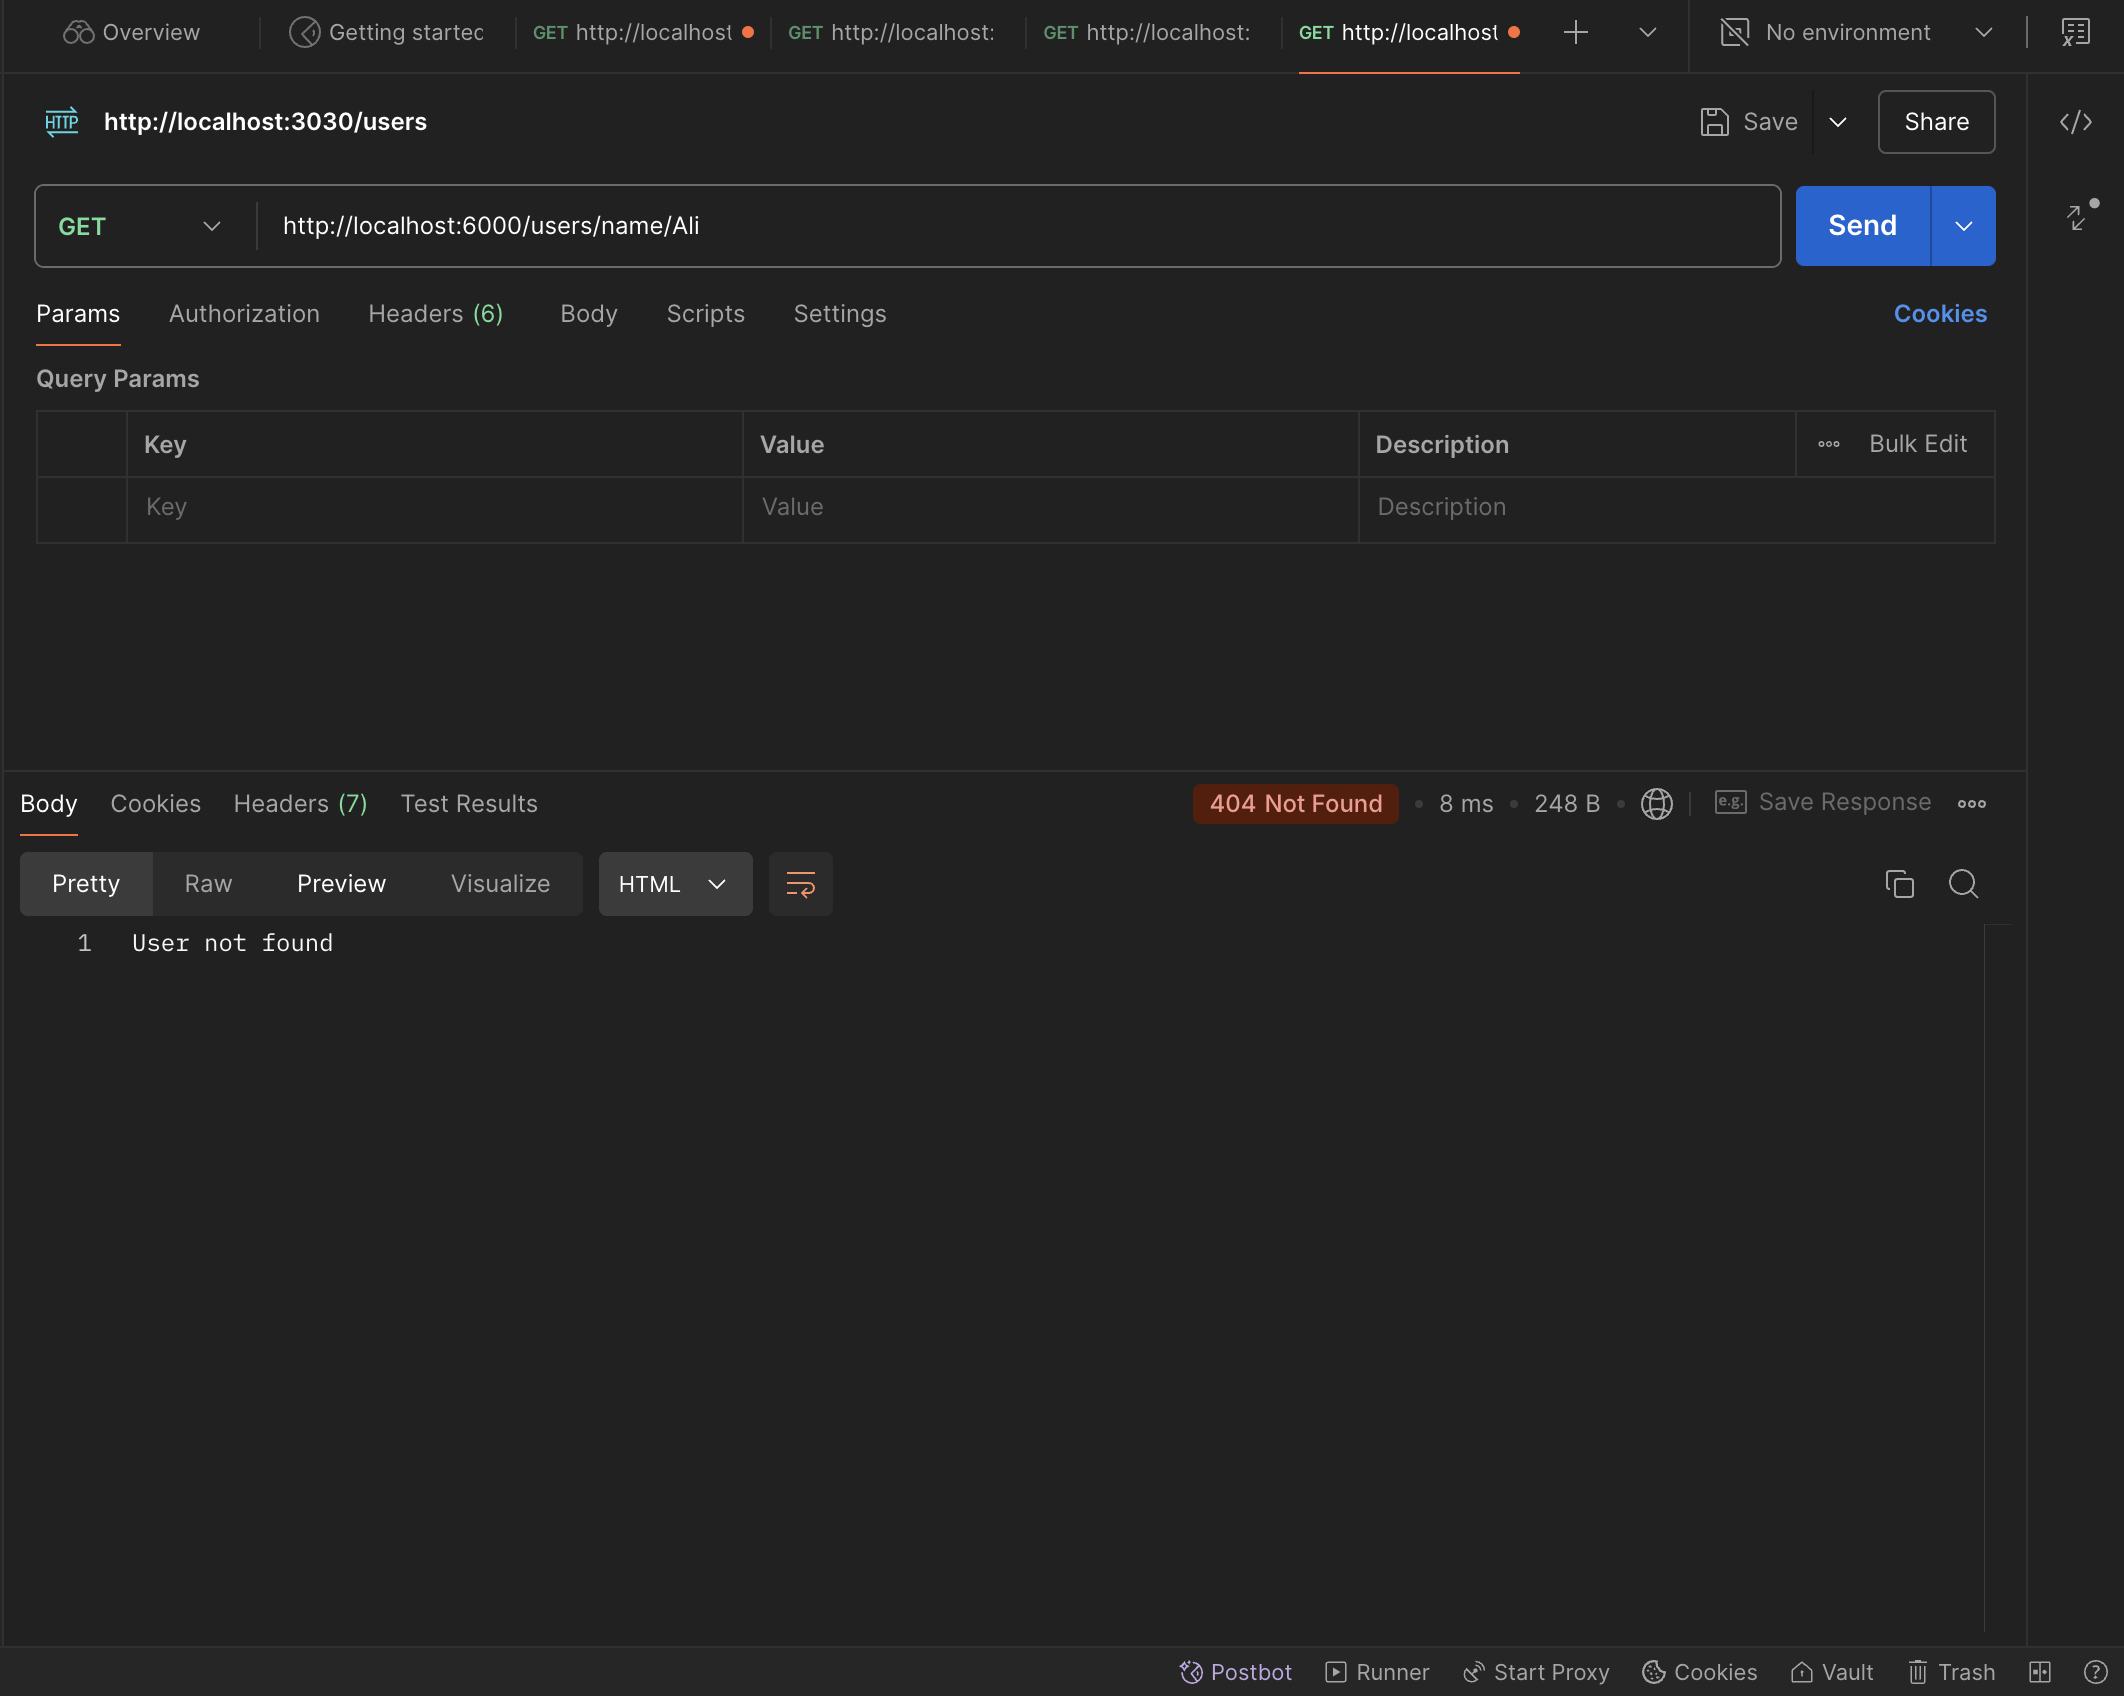 Overview Getting started GET http://localhost GET http://localhost: GET http://localhost: GET http://localhost No environment
HTTP http://localhost:3030/users Save Share
GET http://localhost:6000/users/name/Ali Send
Params Authorization Headers (6) Body Scripts Settings Cookies
Query Params
Key Value Description Bulk Edit
Key Value Description
Body Cookies Headers (7) Test Results 404 Not Found 8 ms 248 B e.g. Save Response
Pretty Raw Preview Visualize HTML
1 User not found
Postbot Runner Start Proxy Cookies Vault Trash